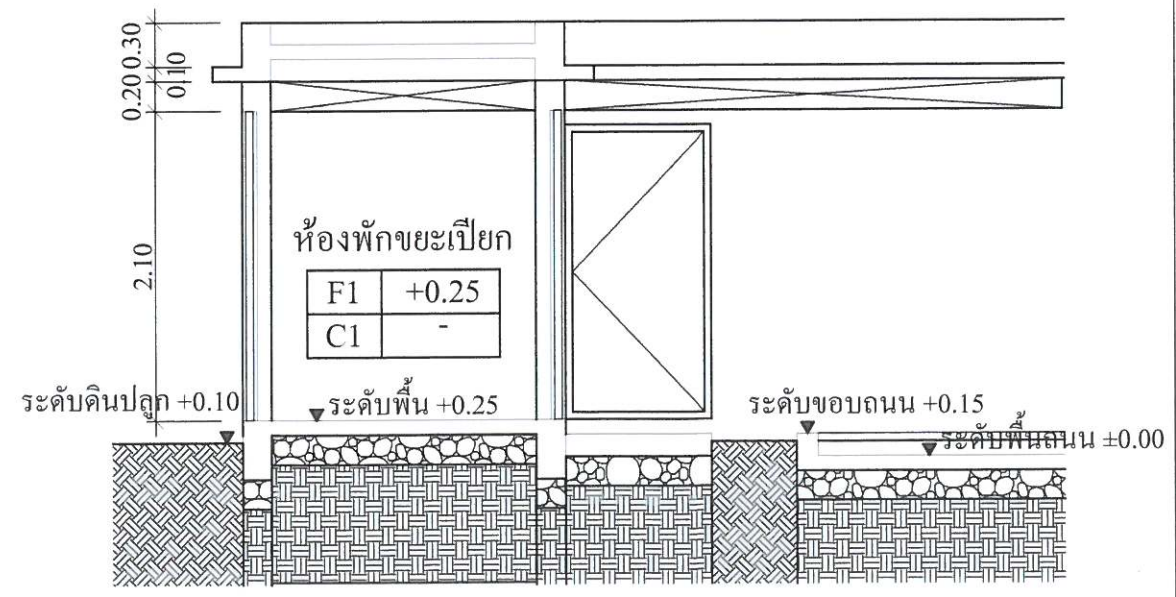 0.30
0.10
0.20
2.10
ห้องพักขยะเปียก
F1 +0.25
C1 -
ระดับดินปลูก +0.10
ระดับพื้น +0.25
ระดับขอบถนน +0.15
ระดับพื้นถนน ±0.00